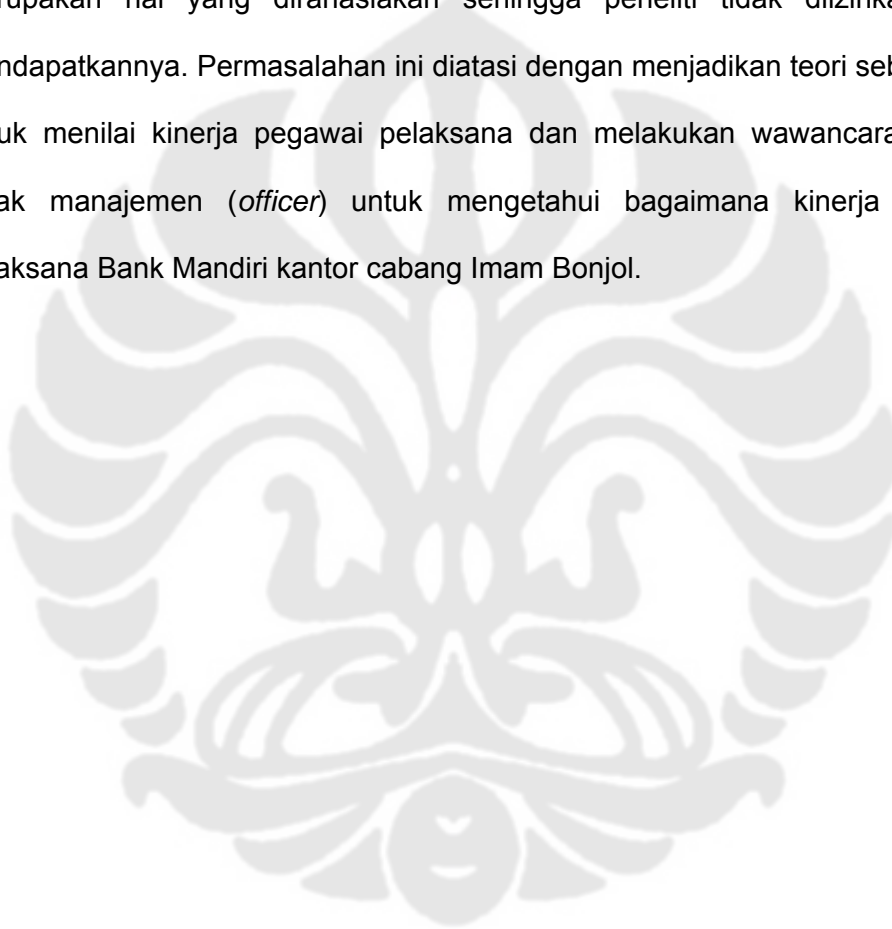 rupakan hal yang dirahasiakan sehingga peneliti tidak diizinka
ndapatkannya. Permasalahan ini diatasi dengan menjadikan teori seb
uk menilai kinerja pegawai pelaksana dan melakukan wawancara
ak manajemen (officer) untuk mengetahui bagaimana kinerja
aksana Bank Mandiri kantor cabang Imam Bonjol.